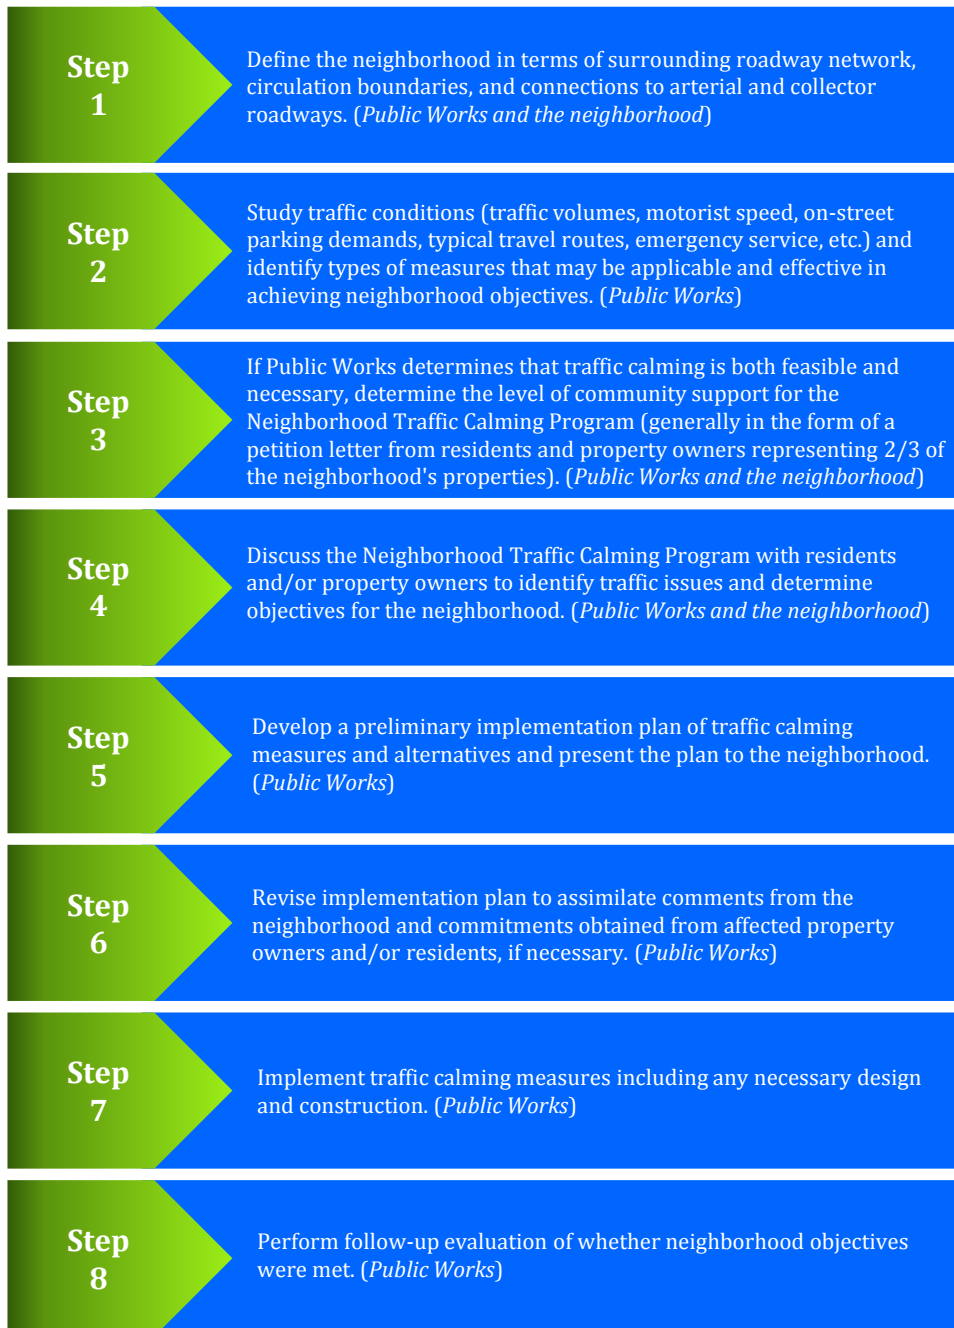 Step
1
Define the neighborhood in terms of surrounding roadway network,
circulation boundaries, and connections to arterial and collector
roadways. (Public Works and the neighborhood)
Step
2
Study traffic conditions (traffic volumes, motorist speed, on-street
parking demands, typical travel routes, emergency service, etc.) and
identify types of measures that may be applicable and effective in
achieving neighborhood objectives. (Public Works)
Step
3
If Public Works determines that traffic calming is both feasible and
necessary, determine the level of community support for the
Neighborhood Traffic Calming Program (generally in the form of a
petition letter from residents and property owners representing 2/3 of
the neighborhood's properties). (Public Works and the neighborhood)
Step
4
Discuss the Neighborhood Traffic Calming Program with residents
and/or property owners to identify traffic issues and determine
objectives for the neighborhood. (Public Works and the neighborhood)
Step
5
Develop a preliminary implementation plan of traffic calming
measures and alternatives and present the plan to the neighborhood.
(Public Works)
Step
6
Revise implementation plan to assimilate comments from the
neighborhood and commitments obtained from affected property
owners and/or residents, if necessary. (Public Works)
Step
7
Implement traffic calming measures including any necessary design
and construction. (Public Works)
Step
8
Perform follow-up evaluation of whether neighborhood objectives
were met. (Public Works)